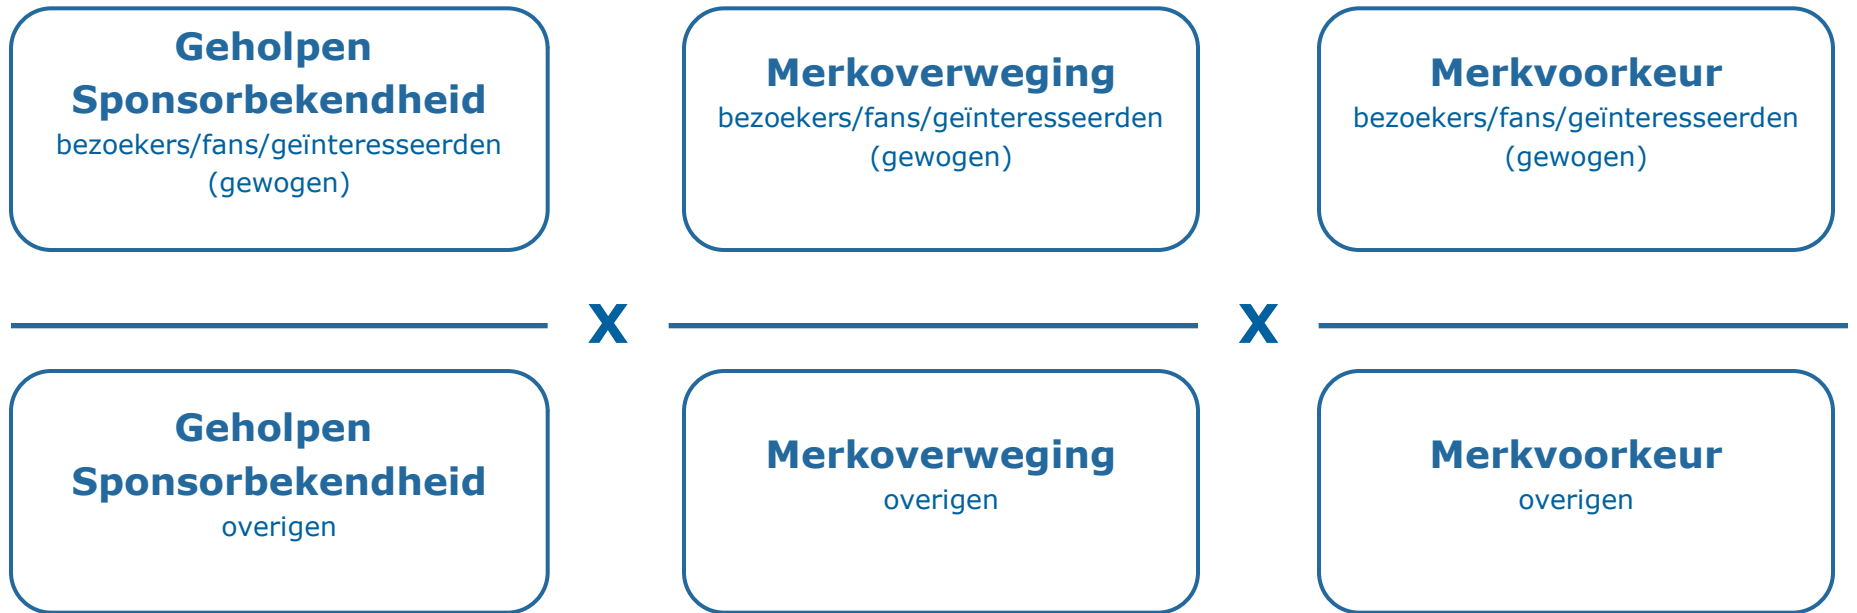 Geholpen
Sponsorbekendheid
bezoekers/fans/geïnteresseerden
(gewogen)
Merkoverweging
bezoekers/fans/geïnteresseerden
(gewogen)
Merkvoorkeur
bezoekers/fans/geïnteresseerden
(gewogen)
X
X
Geholpen
Sponsorbekendheid
overigen
Merkoverweging
overigen
Merkvoorkeur
overigen